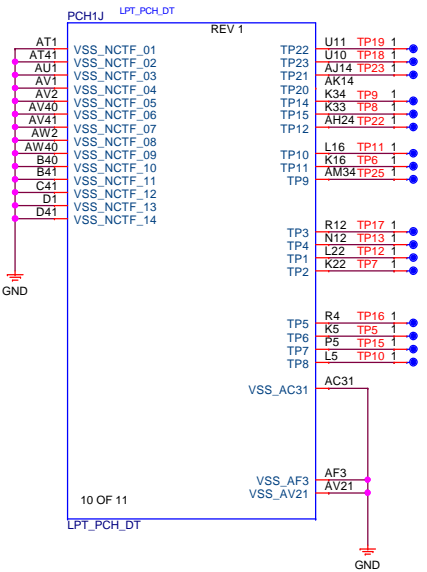 PCH1J LPT_PCH_DT
REV 1
AT1 VSS_NCTF_01
AT41 VSS_NCTF_02
AU1 VSS_NCTF_03
AV1 VSS_NCTF_04
AV2 VSS_NCTF_05
AV40 VSS_NCTF_06
AV41 VSS_NCTF_07
AW2 VSS_NCTF_08
AW40 VSS_NCTF_09
B40 VSS_NCTF_10
B41 VSS_NCTF_11
C41 VSS_NCTF_12
D1 VSS_NCTF_13
D41 VSS_NCTF_14
GND
TP22 U11 TP19 1
TP23 U10 TP18 1
TP21 AJ14 TP23 1
TP20 AK14
TP14 K34 TP9 1
TP15 K33 TP8 1
TP12 AH24 TP22 1
TP10 L16 TP11 1
TP11 K16 TP6 1
TP9 AM34 TP25 1
TP3 R12 TP17 1
TP4 N12 TP13 1
TP1 L22 TP12 1
TP2 K22 TP7 1
TP5 R4 TP16 1
TP6 K5 TP5 1
TP7 P5 TP15 1
TP8 L5 TP10 1
VSS_AC31 AC31
VSS_AF3 AF3
VSS_AV21 AV21
10 OF 11
LPT_PCH_DT
GND